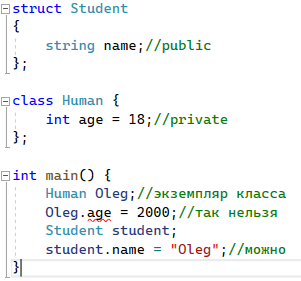 struct Student
{
    string name;//public
};
class Human {
    int age = 18;//private
};
int main() {
    Human Oleg;//экземпляр класса
    Oleg.age = 2000;//так нельзя
    Student student;
    student.name = "Oleg";//можно
}